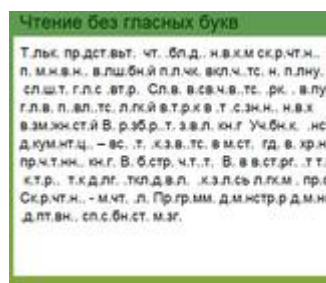 Чтение без гласных букв
Т.льк. пр.дст.вьт. чт. .бл.д.. н.в.к.м ск.р.чт.н..
п. м.н.в.н.. в.лш.бн.й п.л.чк. вкл.ч..тс. н. п.лну.
сл.ш.т. г.л.с .вт.р. Сл.в. в.св.ч.в..тс. .рк. . в.пу
г.л.в. п..вл..тс. л.гк.й в.т.р.к в .т .с.зн.н.. н.в.х
в.зм.жн.ст.й В. р.зб.р..т. з.в.л. кн.г Уч.бн.к. .нс
д.кум.нт.ц.. – вс. .т. .к.з.в..тс. в м.ст. гд. в. хр.н
пр.ч.т.нн.. кн.г. В. б.стр. ч.т..т. В. в в.ст.рг.. .т т
к.т.р.. т.к д.лг. .ткл.д.в.л. .к.з.л.сь л.гк.м . пр.с
Ск.р.чт.н.. - м.чт. .л. Пр.гр.мм. д.м.нстр.р д.м.нс
.д.пт.вн.. сп.с.бн.ст. м.зг.